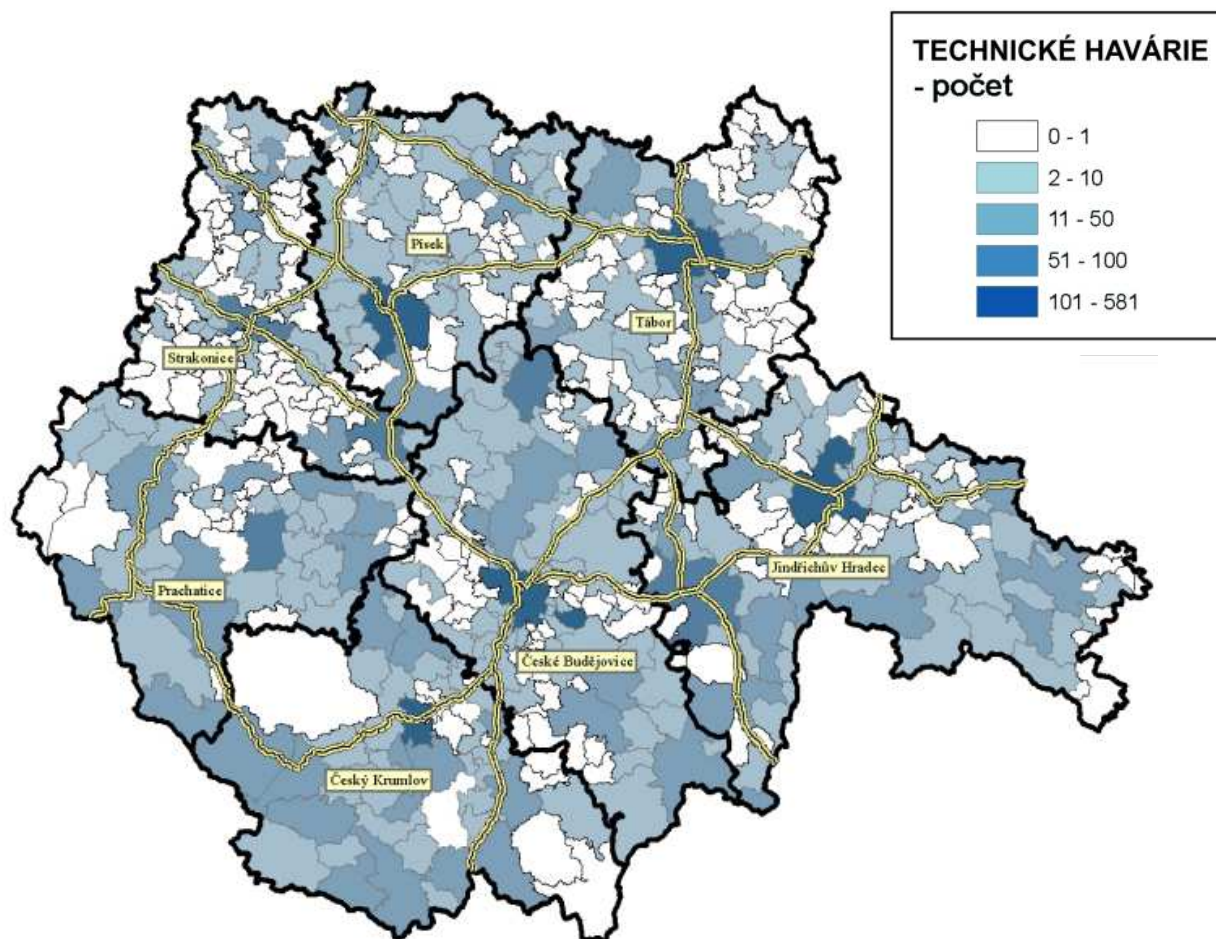 TECHNICKÉ HAVÁRIE
- počet
0 - 1
2 - 10
11 - 50
51 - 100
101 - 581
Písek
Tábor
Strakonice
Jindřichův Hradec
Prachatice
České Budějovice
Český Krumlov